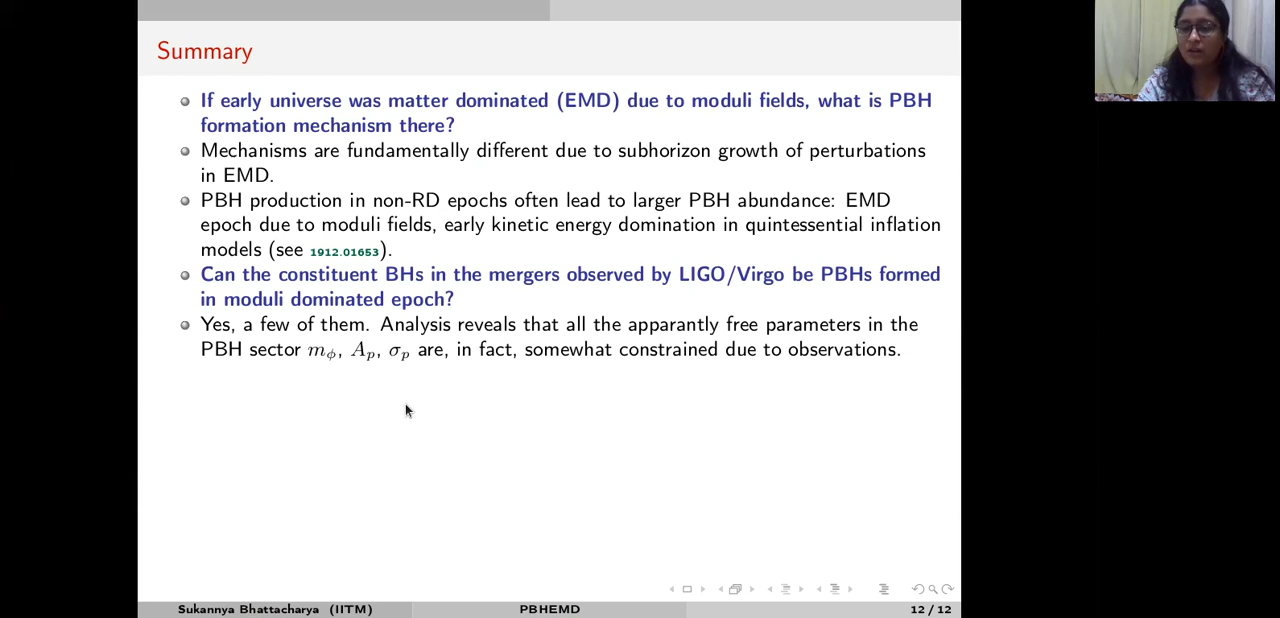 Summary
If early universe was matter dominated (EMD) due to moduli fields, what is PBH
formation mechanism there?
Mechanisms are fundamentally different due to subhorizon growth of perturbations
in EMD.
PBH production in non-RD epochs often lead to larger PBH abundance: EMD
epoch due to moduli fields, early kinetic energy domination in quintessential inflation
models (see 1912.01653).
Can the constituent BHs in the mergers observed by LIGO/Virgo be PBHs formed
in moduli dominated epoch?
Yes, a few of them. Analysis reveals that all the apparantly free parameters in the
PBH sector m_ϕ, A_p, σ_p are, in fact, somewhat constrained due to observations.
Sukannya Bhattacharya (IITM) PBHEMD 12 / 12